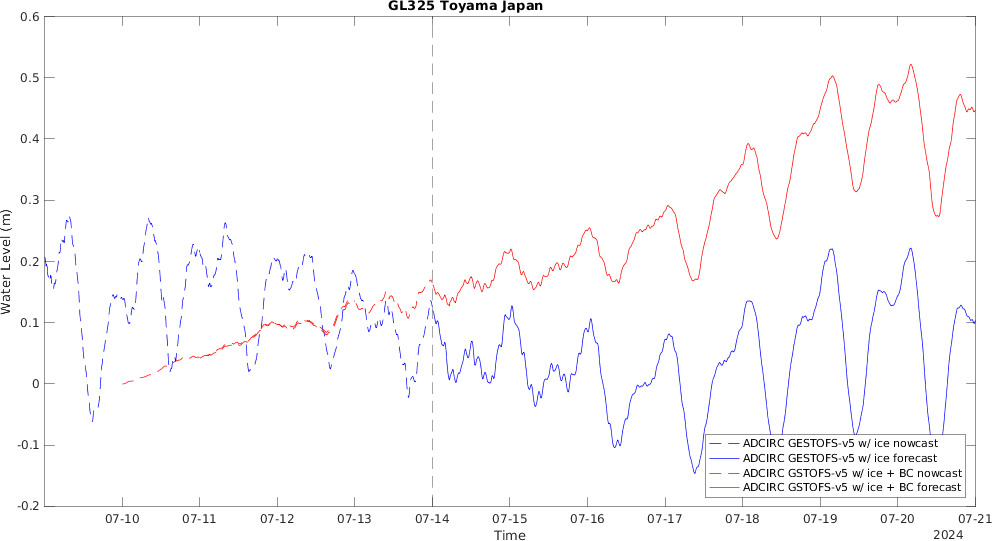 GL325 Toyama Japan
0.6
0.5
0.4
0.3
0.2
0.1
0
-0.1
-0.2
Water Level (m)
ADCIRC GESTOFS-v5 w/ ice nowcast
ADCIRC GESTOFS-v5 w/ ice forecast
ADCIRC GSTOFS-v5 w/ ice + BC nowcast
ADCIRC GSTOFS-v5 w/ ice + BC forecast
07-10 07-11 07-12 07-13 07-14 07-15 07-16 07-17 07-18 07-19 07-20 07-21
Time
2024